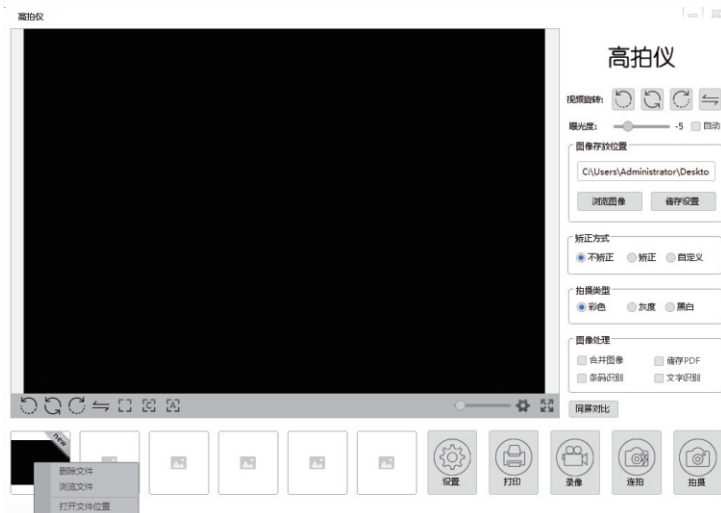 高拍仪
高拍仪
视频旋转:
曝光度: -5 自动
图像存放位置
C:\Users\Administrator\Deskto
浏览图像 储存设置
矫正方式
不矫正 矫正 自定义
拍摄类型
彩色 灰度 黑白
图像处理
合并图像 储存PDF
条码识别 文字识别
同屏对比
new
删除文件
浏览文件
打开文件位置
设置 打印 录像 连拍 拍摄